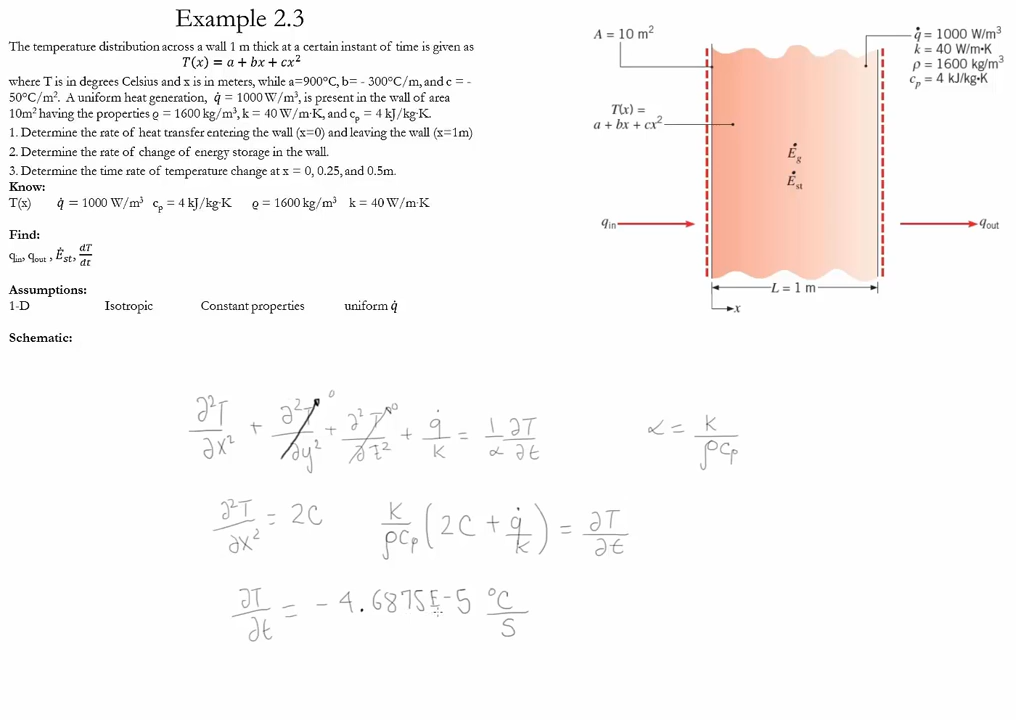 Example 2.3
The temperature distribution across a wall 1 m thick at a certain instant of time is given as
T(x) = a + bx + cx²
where T is in degrees Celsius and x is in meters, while a=900°C, b= - 300°C/m, and c = -
50°C/m². A uniform heat generation, q̇ = 1000 W/m³, is present in the wall of area
10m² having the properties ϱ = 1600 kg/m³, k = 40 W/m·K, and cₚ = 4 kJ/kg·K.
1. Determine the rate of heat transfer entering the wall (x=0) and leaving the wall (x=1m)
2. Determine the rate of change of energy storage in the wall.
3. Determine the time rate of temperature change at x = 0, 0.25, and 0.5m.
Know:
T(x) q̇ = 1000 W/m³ cₚ = 4 kJ/kg·K ϱ = 1600 kg/m³ k = 40 W/m·K
Find:
qᵢₙ, qₒᵤₜ, Ėst, dT/dt
Assumptions:
1-D Isotropic Constant properties uniform q̇
Schematic:
A = 10 m²
q̇ = 1000 W/m³
k = 40 W/m•K
ρ = 1600 kg/m³
cₚ = 4 kJ/kg•K
T(x) =
a + bx + cx²
Ėg
Ėst
qin
qout
L = 1 m
x
∂²T/∂x² + ∂²T/∂y² 0 + ∂²T/∂z² 0 + q̇/k = 1/α ∂T/∂t α = k/ρcₚ
∂²T/∂x² = 2C k/ρcₚ (2C + q̇/k) = ∂T/∂t
∂T/∂t = -4.6875E-5 °C/S